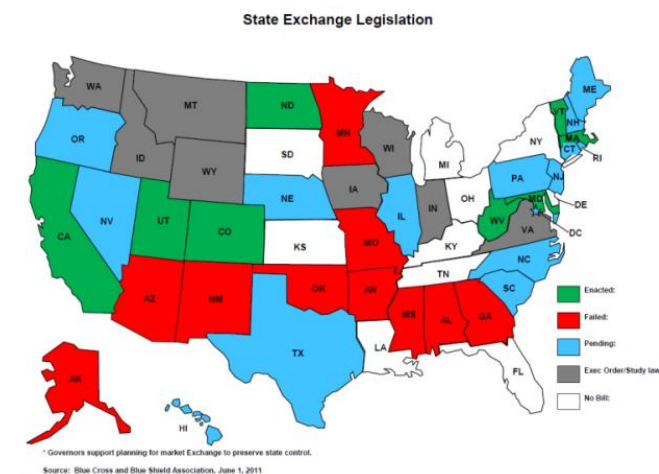 State Exchange Legislation
WA
MT
ND
MN
ME
OR
ID
WY
SD
WI
MI
NY
VT
NH
MA
CT
RI
NV
UT
CO
NE
IA
IL
IN
OH
PA
NJ
DE
MD
DC
CA
KS
MO
KY
WV
VA
AZ
NM
OK
AR
TN
NC
SC
TX
LA
MS
AL
GA
FL
AK
HI
Enacted:
Failed:
Pending:
Exec Order/Study law
No Bill:
* Governors support planning for market Exchange to preserve state control.
Source: Blue Cross and Blue Shield Association, June 1, 2011